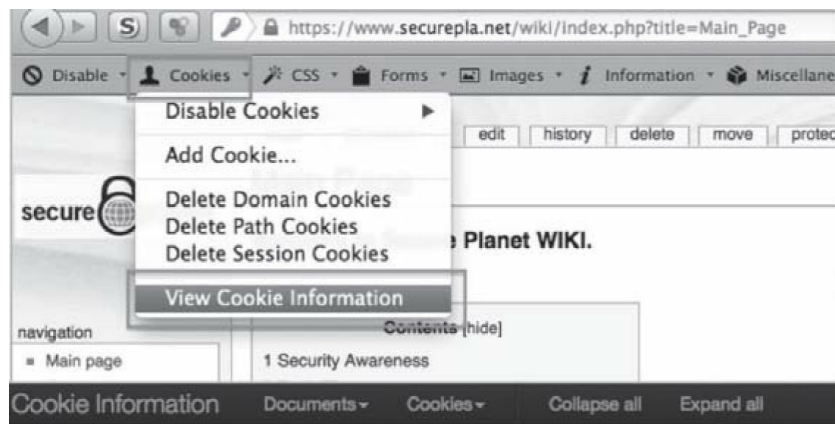 S https://www.securepla.net/wiki/index.php?title=Main_Page
Disable Cookies CSS Forms Images i Information Miscellane
Disable Cookies
edit history delete move protec
Add Cookie...
Delete Domain Cookies
secure
Delete Path Cookies
Planet WIKI.
Delete Session Cookies
View Cookie Information
navigation
Contents [hide]
Main page
1 Security Awareness
Cookie Information Documents Cookies Collapse all Expand all